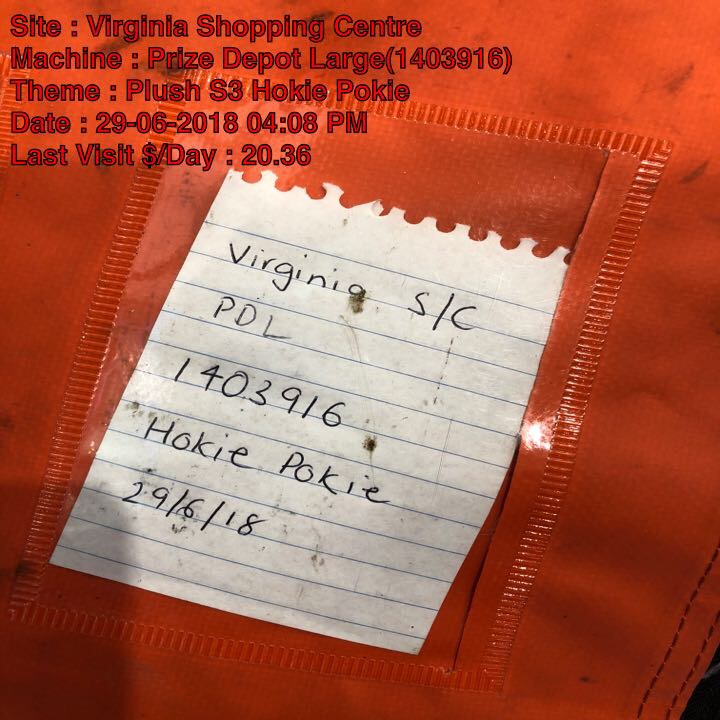 Site : Virginia Shopping Centre
Machine : Prize Depot Large(1403916)
Theme : Plush S3 Hokie Pokie
Date : 29-06-2018 04:08 PM
Last Visit $/Day : 20.36
Virginia S/C
PDL
1403916
Hokie Pokie
29/6/18